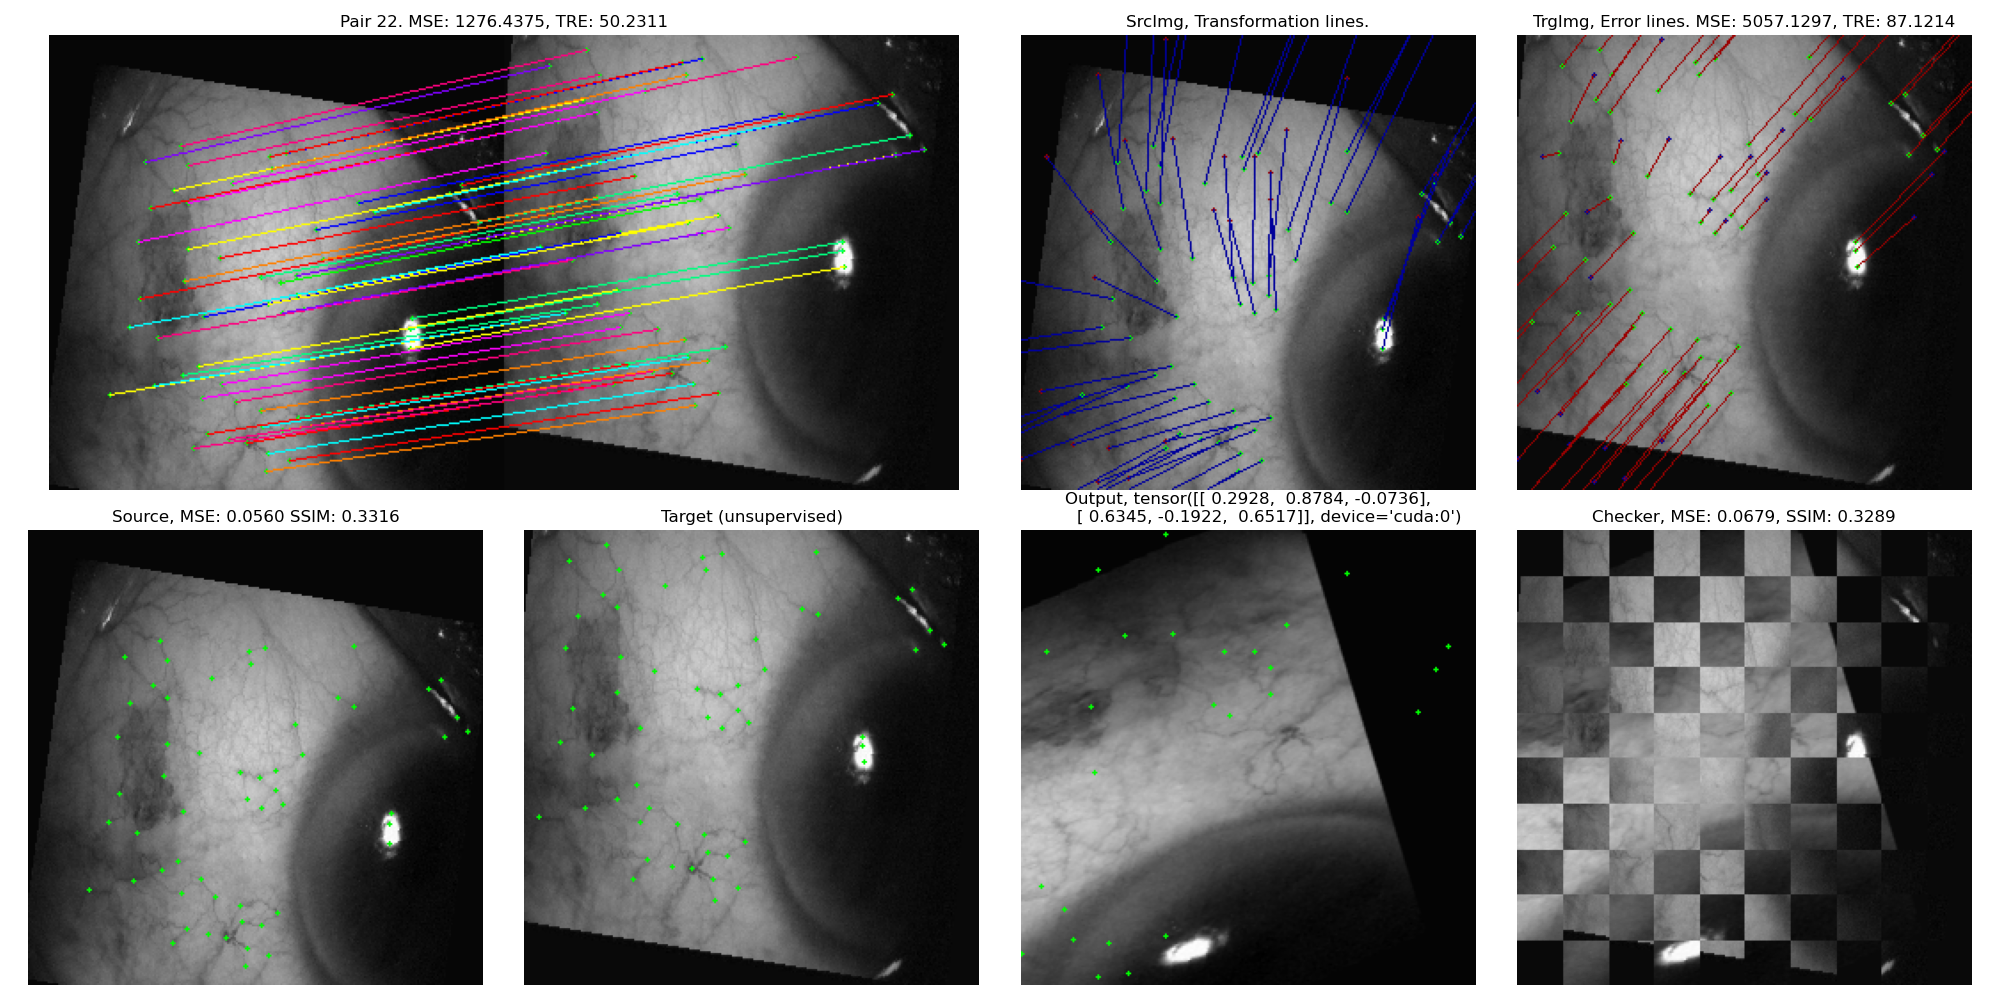 Pair 22. MSE: 1276.4375, TRE: 50.2311
SrcImg, Transformation lines.
TrgImg, Error lines. MSE: 5057.1297, TRE: 87.1214
Source, MSE: 0.0560 SSIM: 0.3316
Target (unsupervised)
Output, tensor([[ 0.2928,  0.8784, -0.0736],
[ 0.6345, -0.1922,  0.6517]], device='cuda:0')
Checker, MSE: 0.0679, SSIM: 0.3289